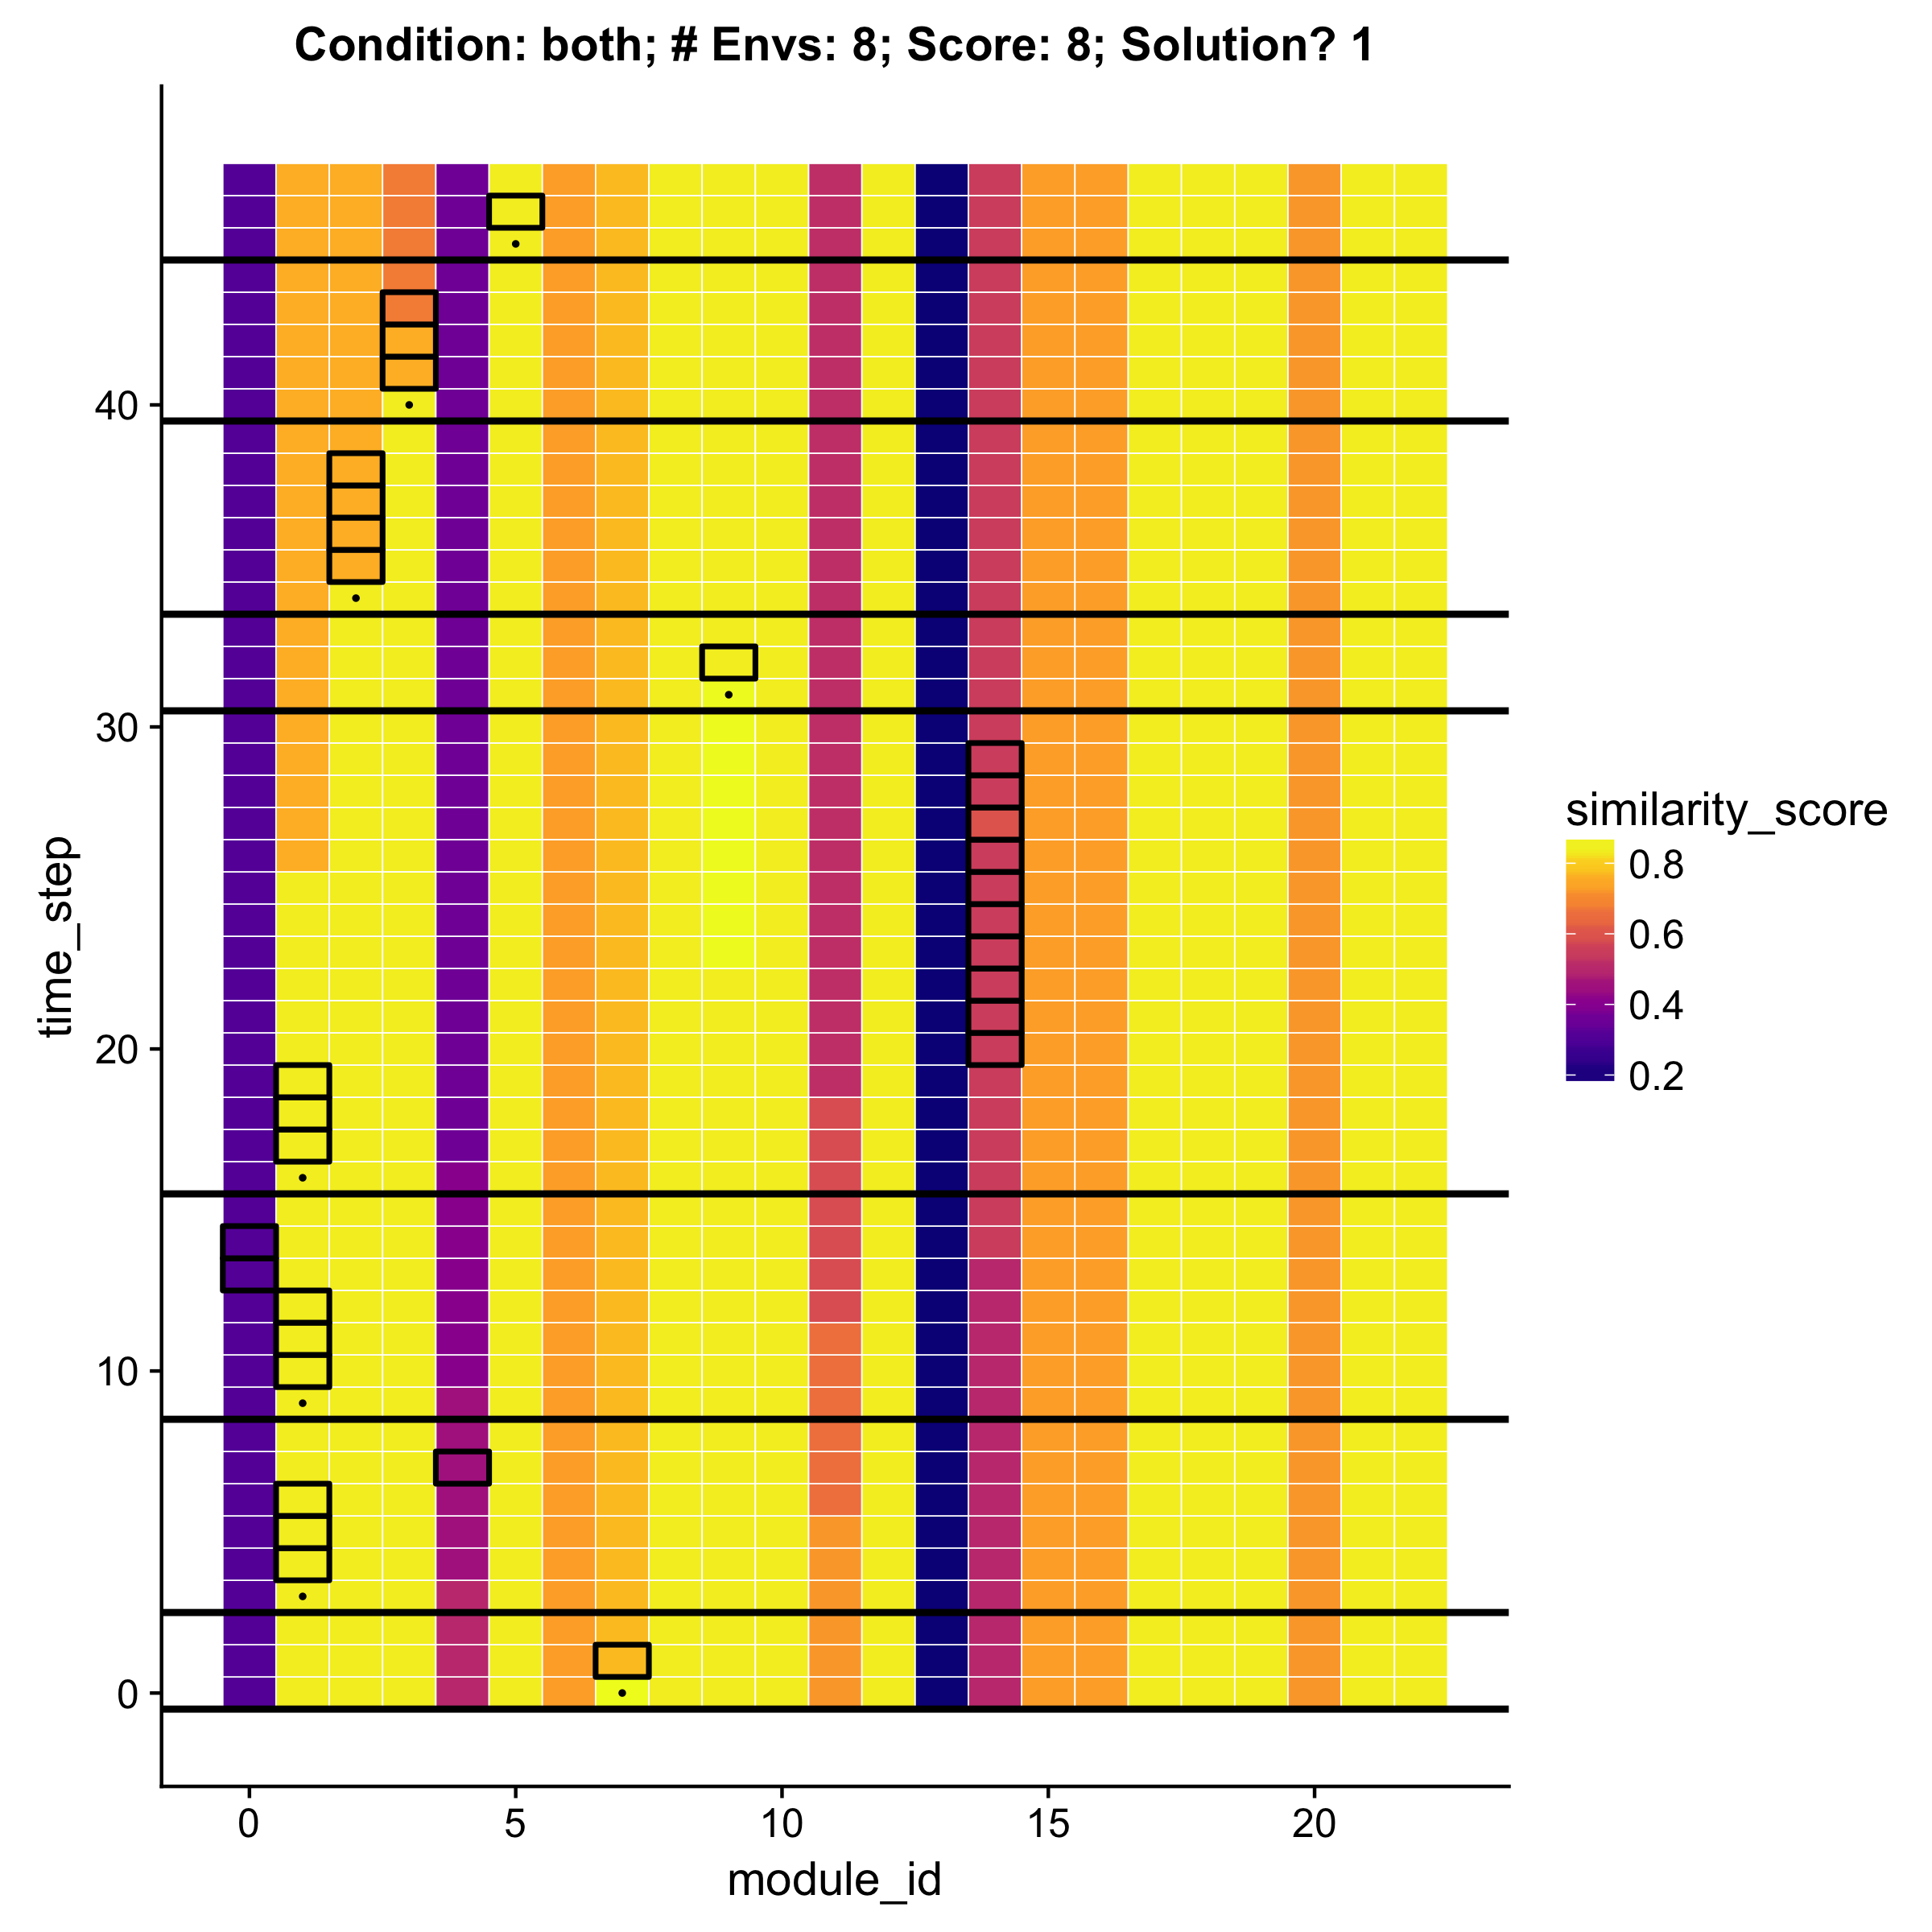 Condition: both; # Envs: 8; Score: 8; Solution? 1
time_step
40
30
20
10
0
0 5 10 15 20
module_id
similarity_score
0.8
0.6
0.4
0.2